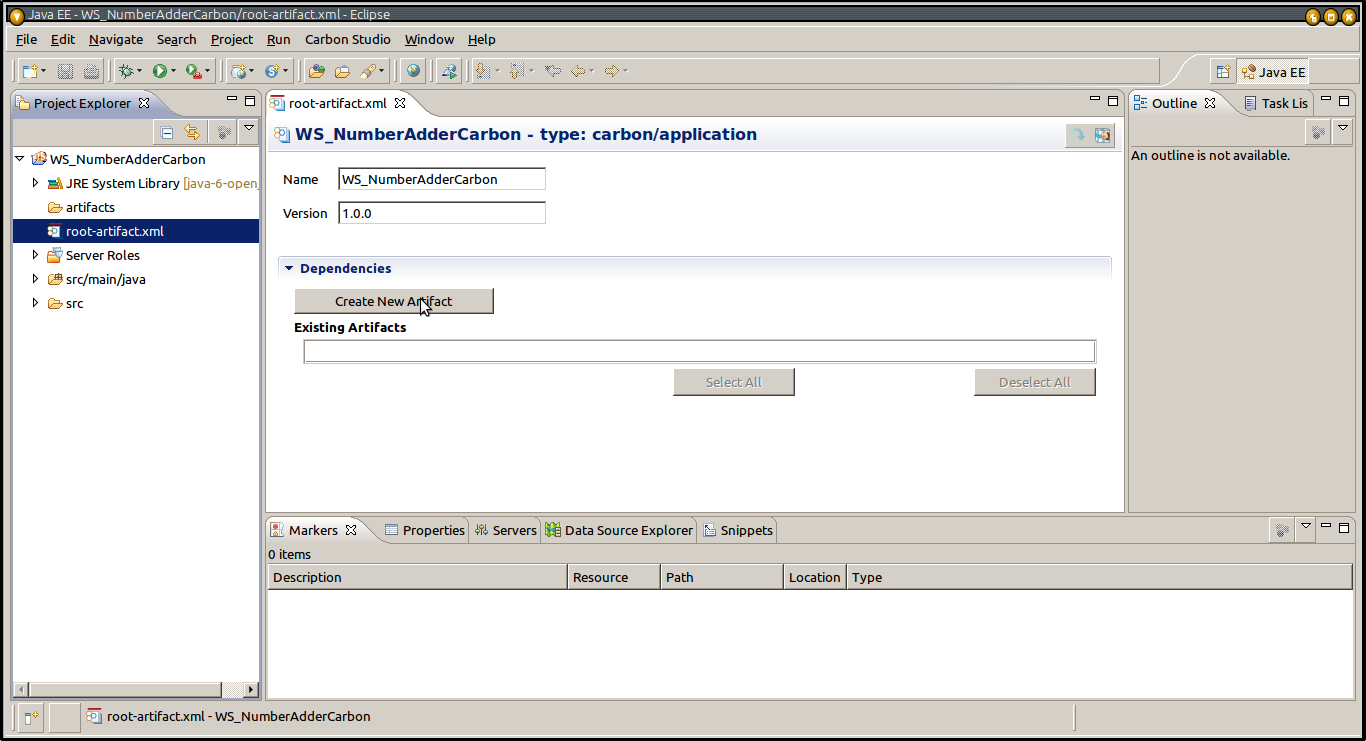 Java EE - WS_NumberAdderCarbon/root-artifact.xml - Eclipse
File Edit Navigate Search Project Run Carbon Studio Window Help
Java EE
Project Explorer
WS_NumberAdderCarbon
JRE System Library [java-6-open
artifacts
root-artifact.xml
Server Roles
src/main/java
src
root-artifact.xml
WS_NumberAdderCarbon - type: carbon/application
Name WS_NumberAdderCarbon
Version 1.0.0
Dependencies
Create New Artifact
Existing Artifacts
Select All Deselect All
Outline Task Lis
An outline is not available.
Markers Properties Servers Data Source Explorer Snippets
0 items
Description Resource Path Location Type
root-artifact.xml - WS_NumberAdderCarbon